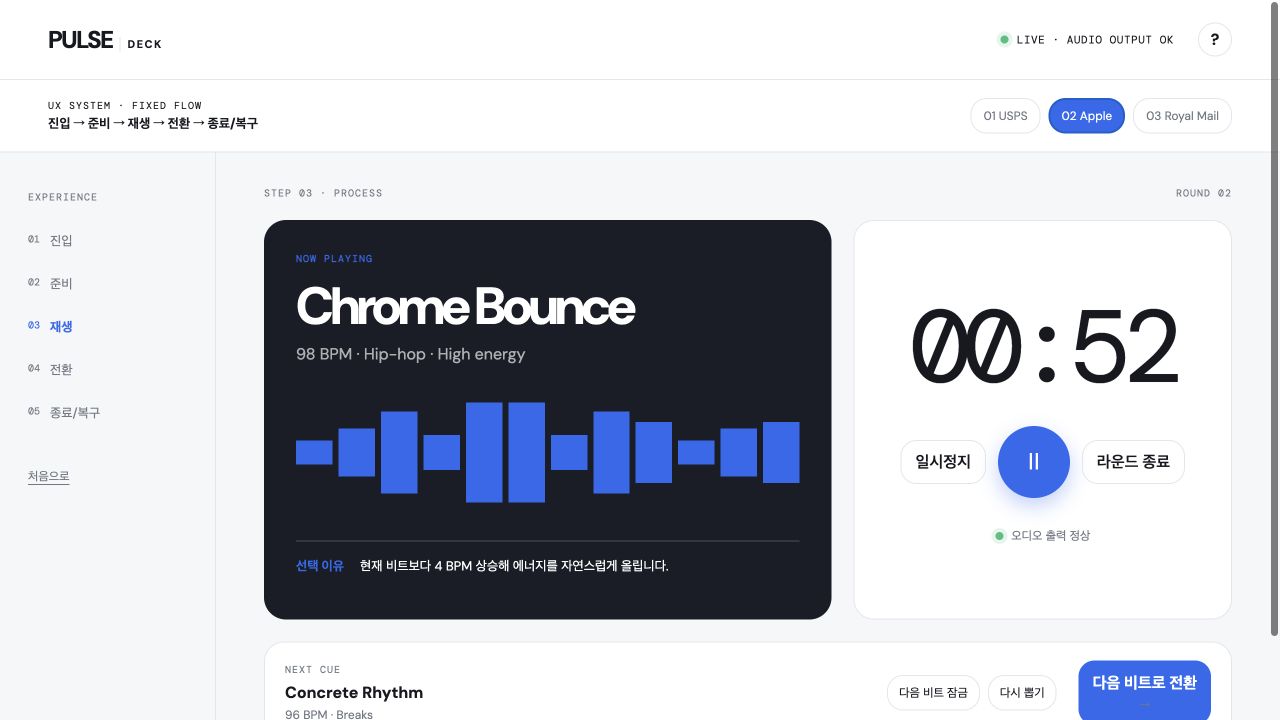 PULSE DECK
LIVE · AUDIO OUTPUT OK
?
UX SYSTEM · FIXED FLOW
진입 → 준비 → 재생 → 전환 → 종료/복구
01 USPS
02 Apple
03 Royal Mail
EXPERIENCE
01 진입
02 준비
03 재생
04 전환
05 종료/복구
처음으로
STEP 03 · PROCESS
ROUND 02
NOW PLAYING
Chrome Bounce
98 BPM · Hip-hop · High energy
선택 이유 현재 비트보다 4 BPM 상승해 에너지를 자연스럽게 올립니다.
00:52
일시정지
라운드 종료
오디오 출력 정상
NEXT CUE
Concrete Rhythm
96 BPM · Breaks
다음 비트 잠금
다시 뽑기
다음 비트로 전환
→